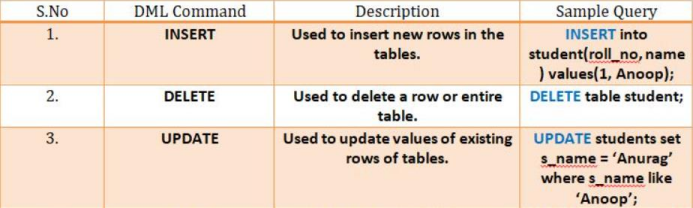 S.No DML Command Description Sample Query
1. INSERT Used to insert new rows in the INSERT into
tables. student(roll_no, name
) values(1, Anoop);
2. DELETE Used to delete a row or entire DELETE table student;
table.
3. UPDATE Used to update values of existing UPDATE students set
rows of tables. s_name = ‘Anurag’
where s_name like
‘Anoop’;